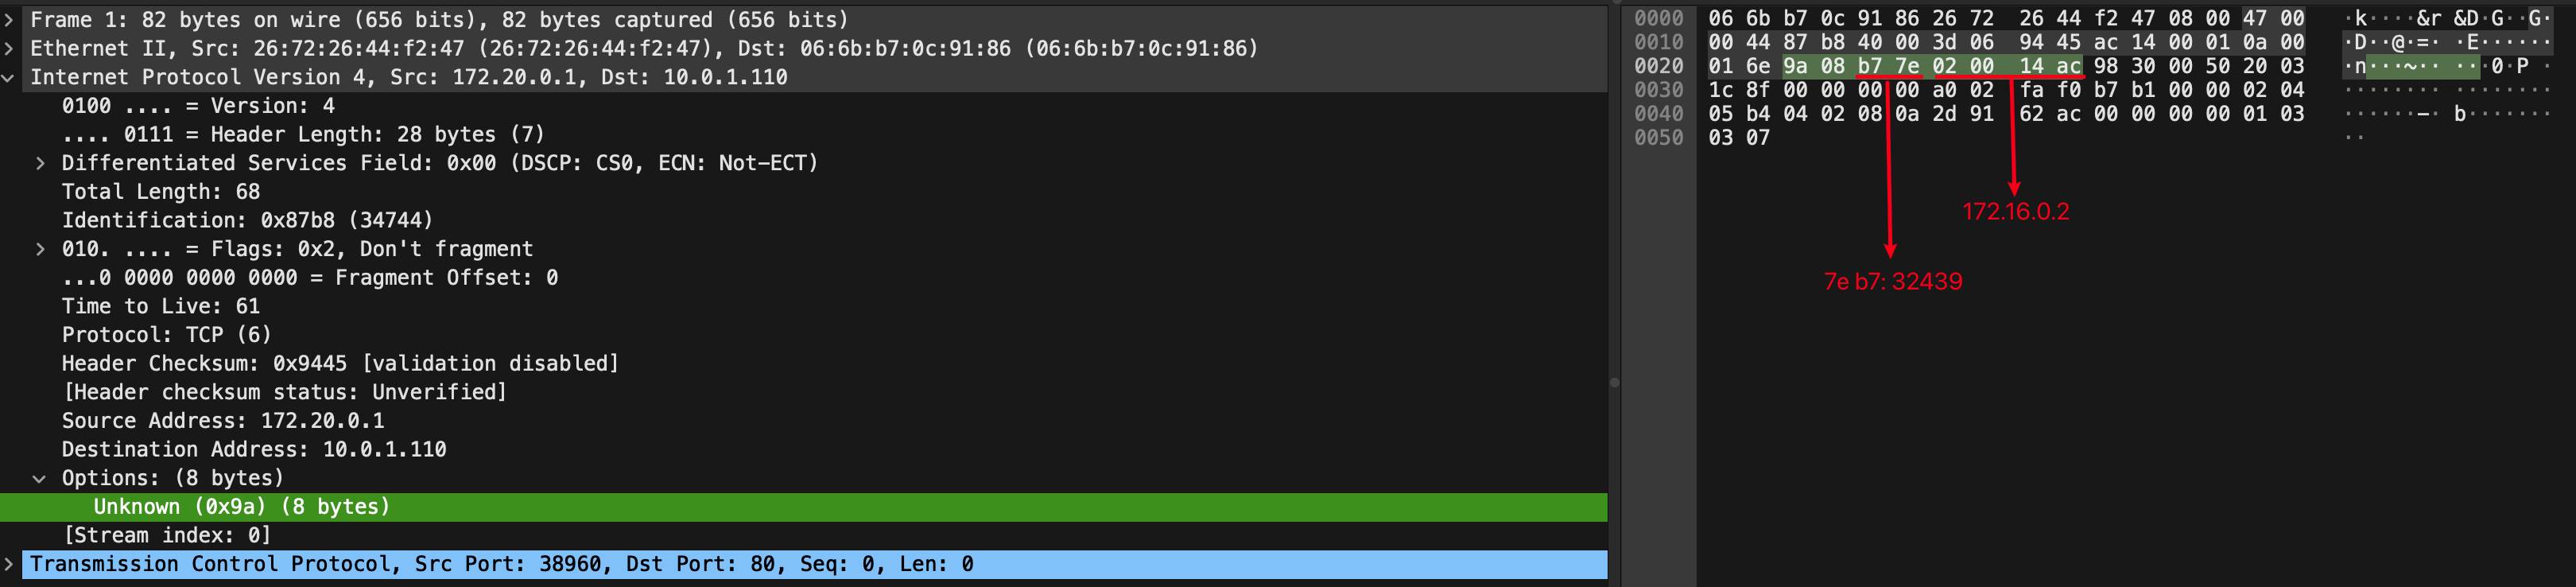 Frame 1: 82 bytes on wire (656 bits), 82 bytes captured (656 bits)
Ethernet II, Src: 26:72:26:44:f2:47 (26:72:26:44:f2:47), Dst: 06:6b:b7:0c:91:86 (06:6b:b7:0c:91:86)
Internet Protocol Version 4, Src: 172.20.0.1, Dst: 10.0.1.110
0100 .... = Version: 4
.... 0111 = Header Length: 28 bytes (7)
Differentiated Services Field: 0x00 (DSCP: CS0, ECN: Not-ECT)
Total Length: 68
Identification: 0x87b8 (34744)
010. .... = Flags: 0x2, Don't fragment
...0 0000 0000 0000 = Fragment Offset: 0
Time to Live: 61
Protocol: TCP (6)
Header Checksum: 0x9445 [validation disabled]
[Header checksum status: Unverified]
Source Address: 172.20.0.1
Destination Address: 10.0.1.110
Options: (8 bytes)
Unknown (0x9a) (8 bytes)
[Stream index: 0]
Transmission Control Protocol, Src Port: 38960, Dst Port: 80, Seq: 0, Len: 0
0000 06 6b b7 0c 91 86 26 72 26 44 f2 47 08 00 47 00 ·k····&r &D·G··G·
0010 00 44 87 b8 40 00 3d 06 94 45 ac 14 00 01 0a 00 ·D··@·=· ·E······
0020 01 6e 9a 08 b7 7e 02 00 14 ac 98 30 00 50 20 03 ·n···~·· ···0·P ·
0030 1c 8f 00 00 00 00 a0 02 fa f0 b7 b1 00 00 02 04 ········ ········
0040 05 b4 04 02 08 0a 2d 91 62 ac 00 00 00 00 01 03 ······-· b·······
0050 03 07 ··
172.16.0.2
7e b7: 32439